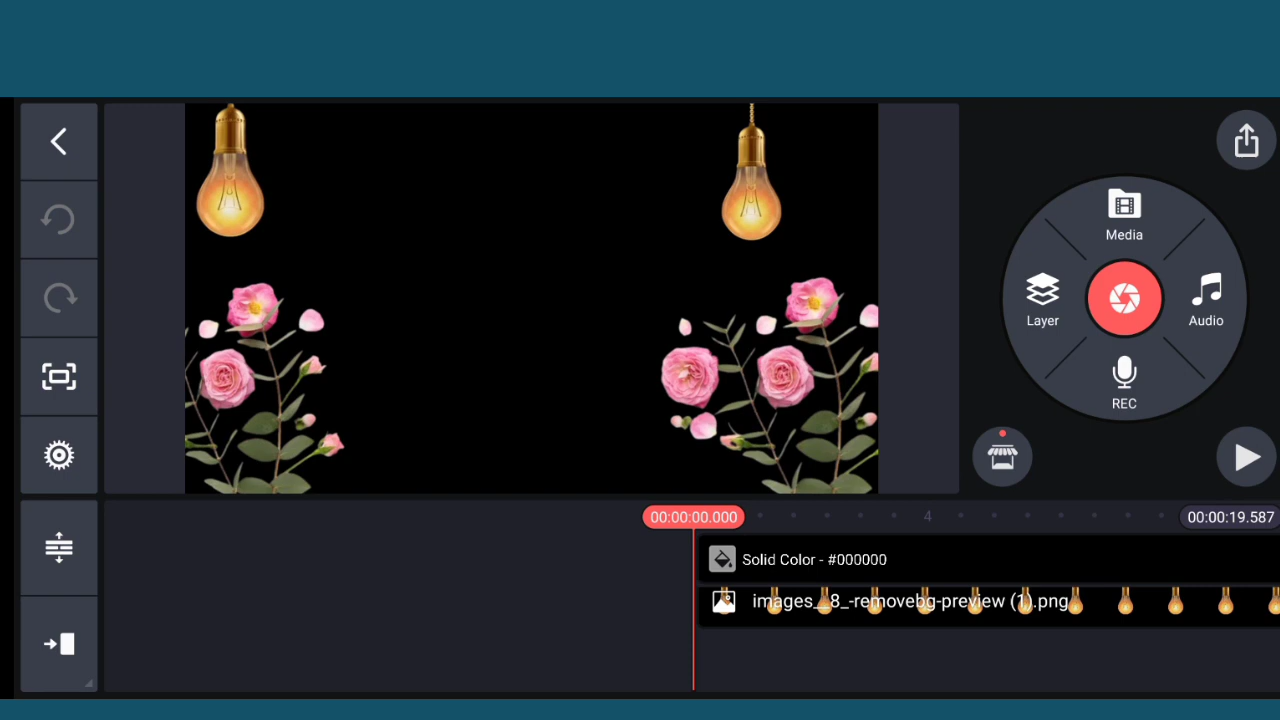 Media
Layer
Audio
REC
00:00:00.000
4
00:00:19.587
Solid Color - #000000
images__8_-removebg-preview (1).png